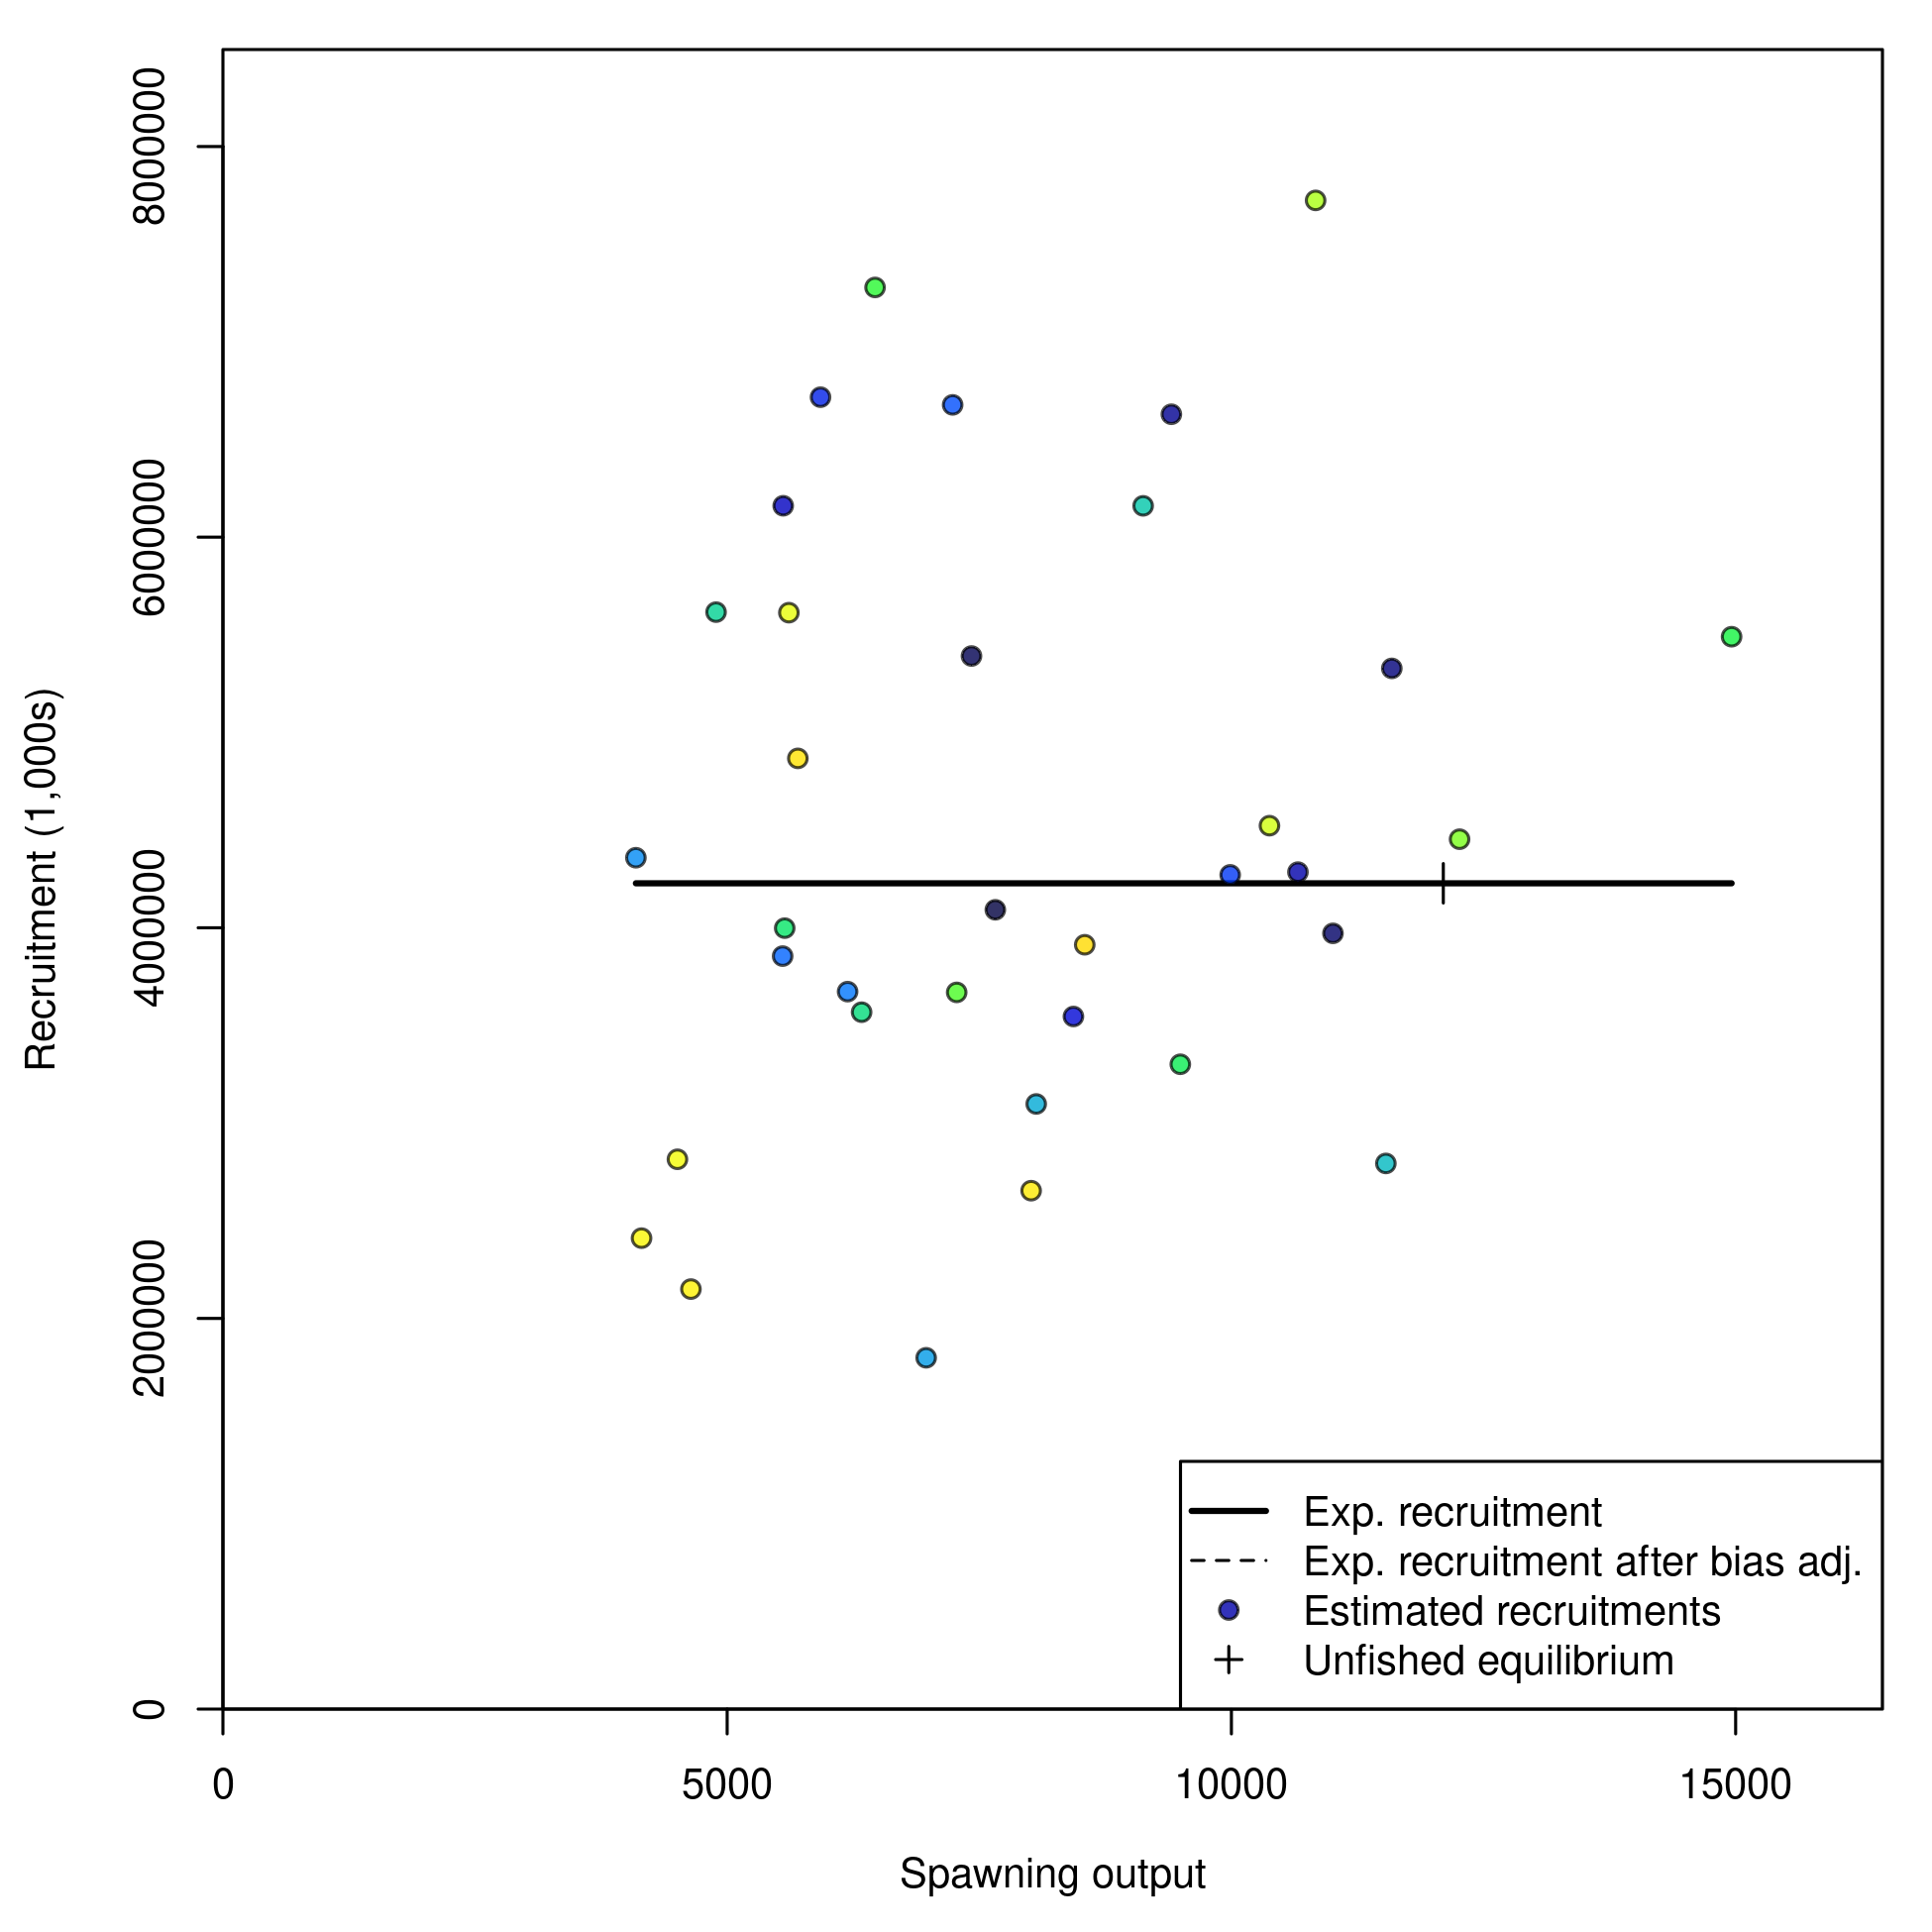 8000000
6000000
4000000
2000000
0
Recruitment (1,000s)
0 5000 10000 15000
Spawning output
Exp. recruitment
Exp. recruitment after bias adj.
Estimated recruitments
Unfished equilibrium